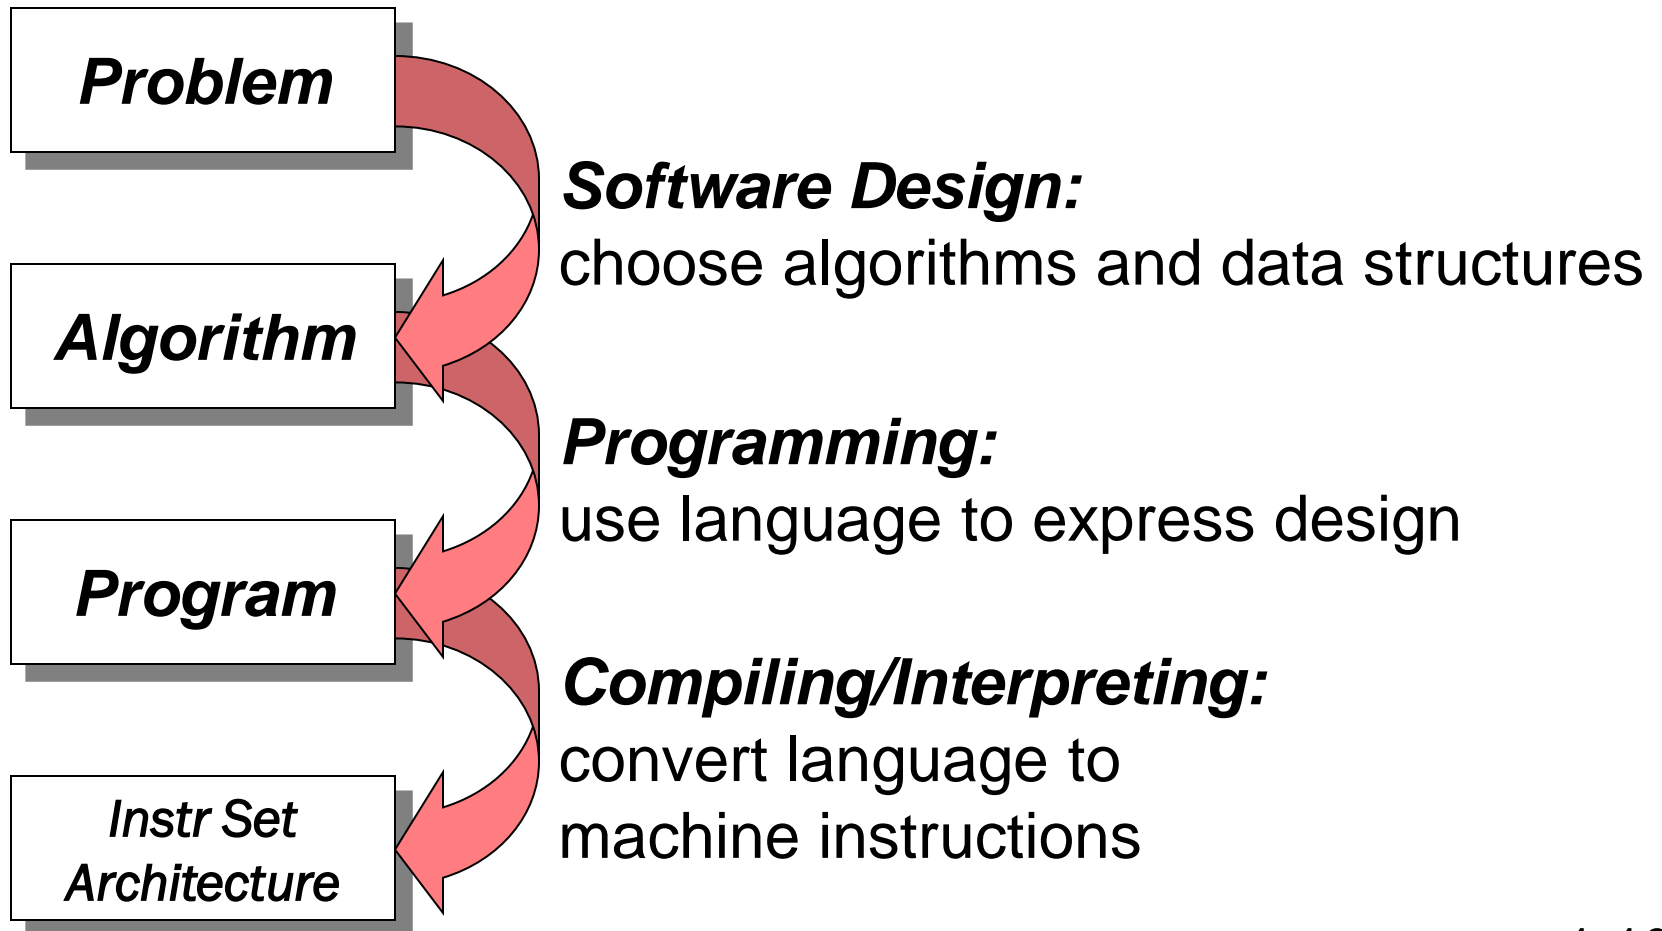 Problem
Software Design:
choose algorithms and data structures
Algorithm
Programming:
use language to express design
Program
Compiling/Interpreting:
convert language to
machine instructions
Instr Set
Architecture